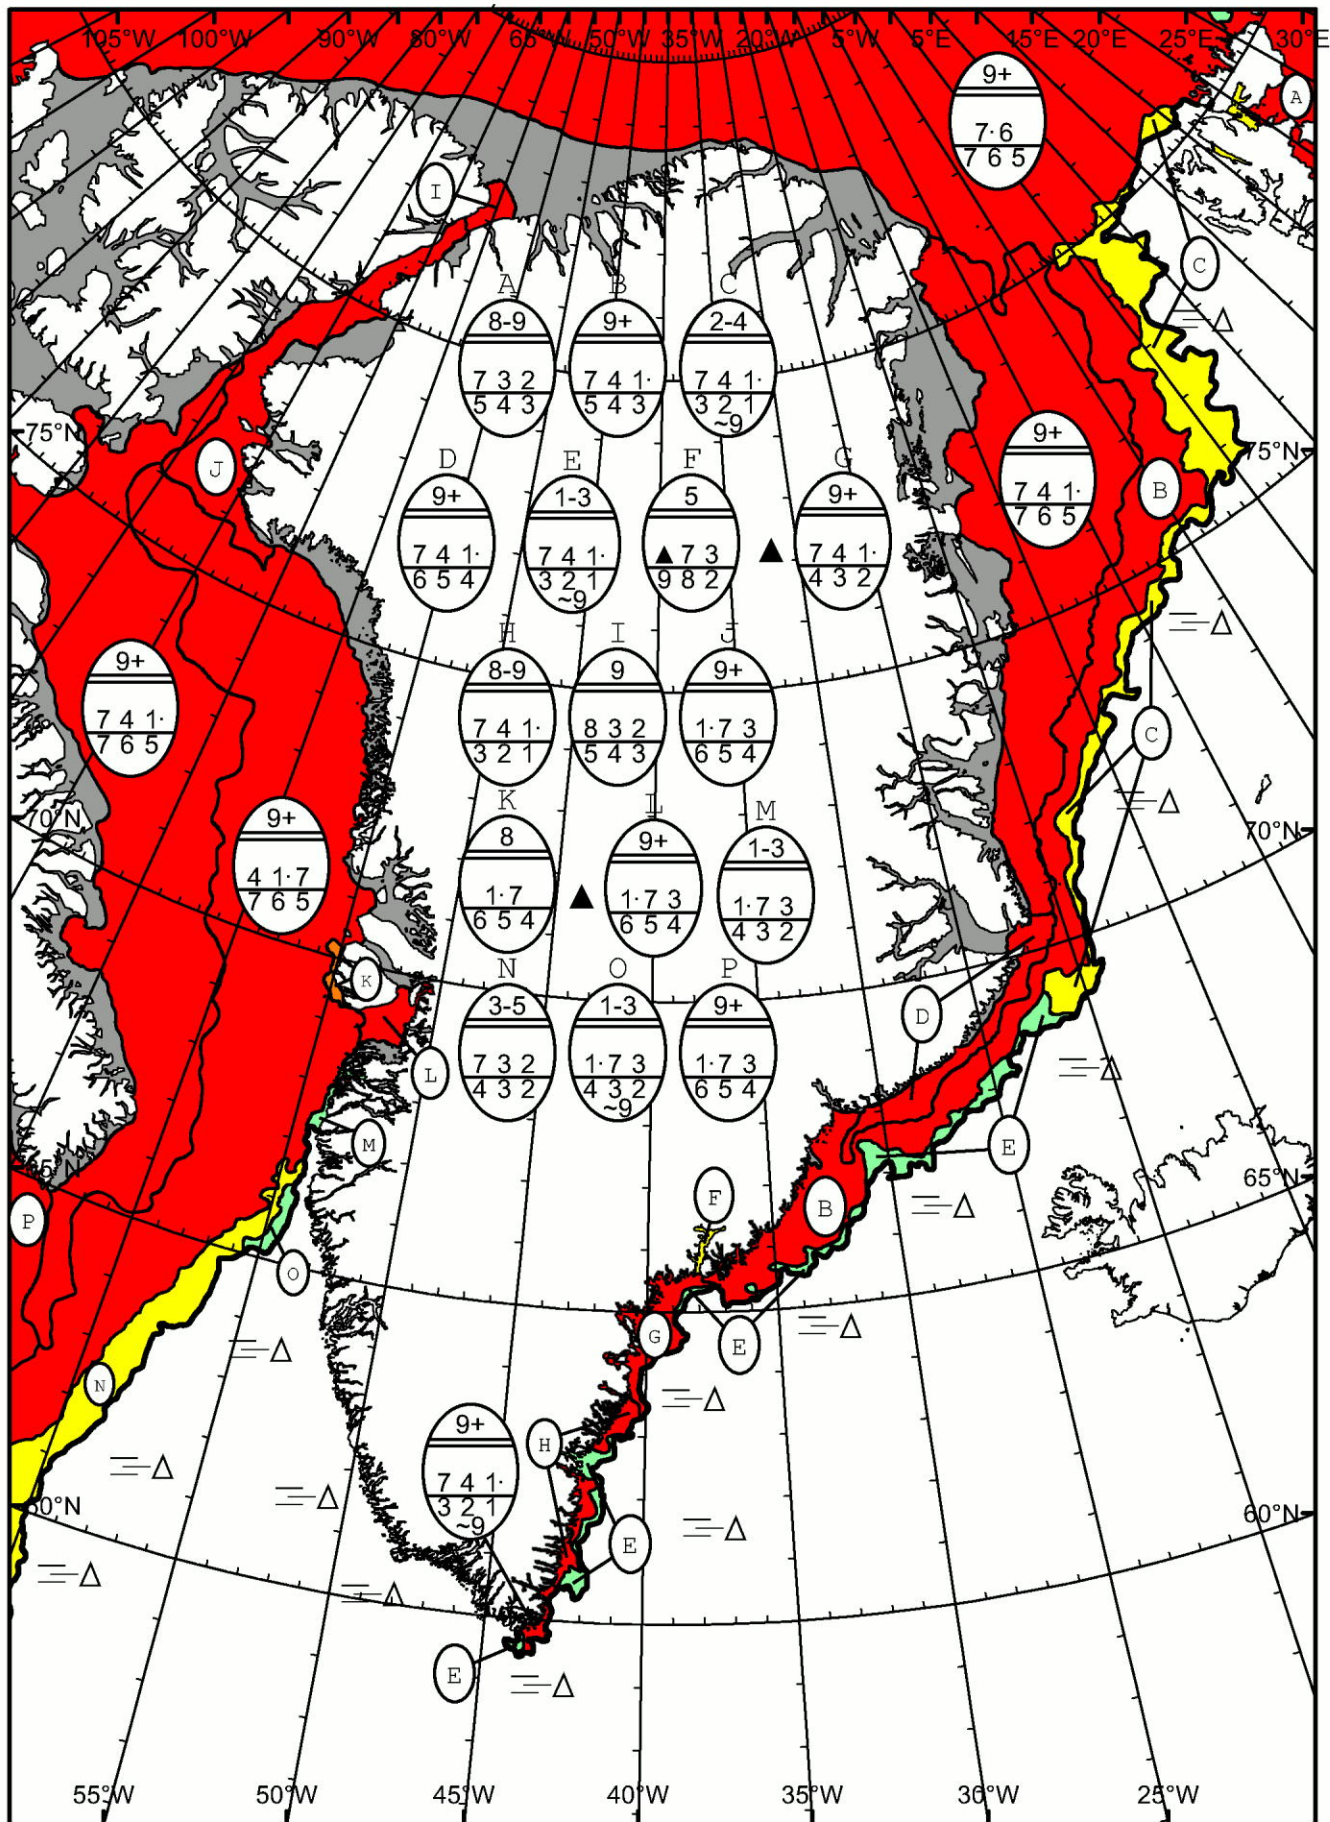 105°W 100°W 90°W 80°W 65°W 50°W 35°W 20°W 5°W 5°E 15°E 20°E 25°E 30°E
9+
7· 6
7 6 5
A
I
C
A B C
8-9 9+ 2-4
7 3 2 7 4 1· 7 4 1·
5 4 3 5 4 3 3 2 1
~9
75°N
J
9+
7 4 1·
7 6 5
B
75°N
D E F G
9+ 1-3 5 9+
7 4 1· 7 4 1· ▲ 7 3 ▲ 7 4 1·
6 5 4 3 2 1 9 8 2 4 3 2
~9
H I J
8-9 9 9+
7 4 1· 8 3 2 1· 7 3
3 2 1 5 4 3 6 5 4
9+
7 4 1·
7 6 5
C
70°N
70°N
9+
4 1· 7
7 6 5
K L M
8 9+ 1-3
1· 7 ▲ 1· 7 3 1· 7 3
6 5 4 6 5 4 4 3 2
K
N O P
3-5 1-3 9+
7 3 2 1· 7 3 1· 7 3
4 3 2 4 3 2 6 5 4
~9
D
L
M
E
65°N
65°N
P
F
B
O
G
E
N
9+
7 4 1·
3 2 1
~9
H
60°N
60°N
E
E
55°W 50°W 45°W 40°W 35°W 30°W 25°W